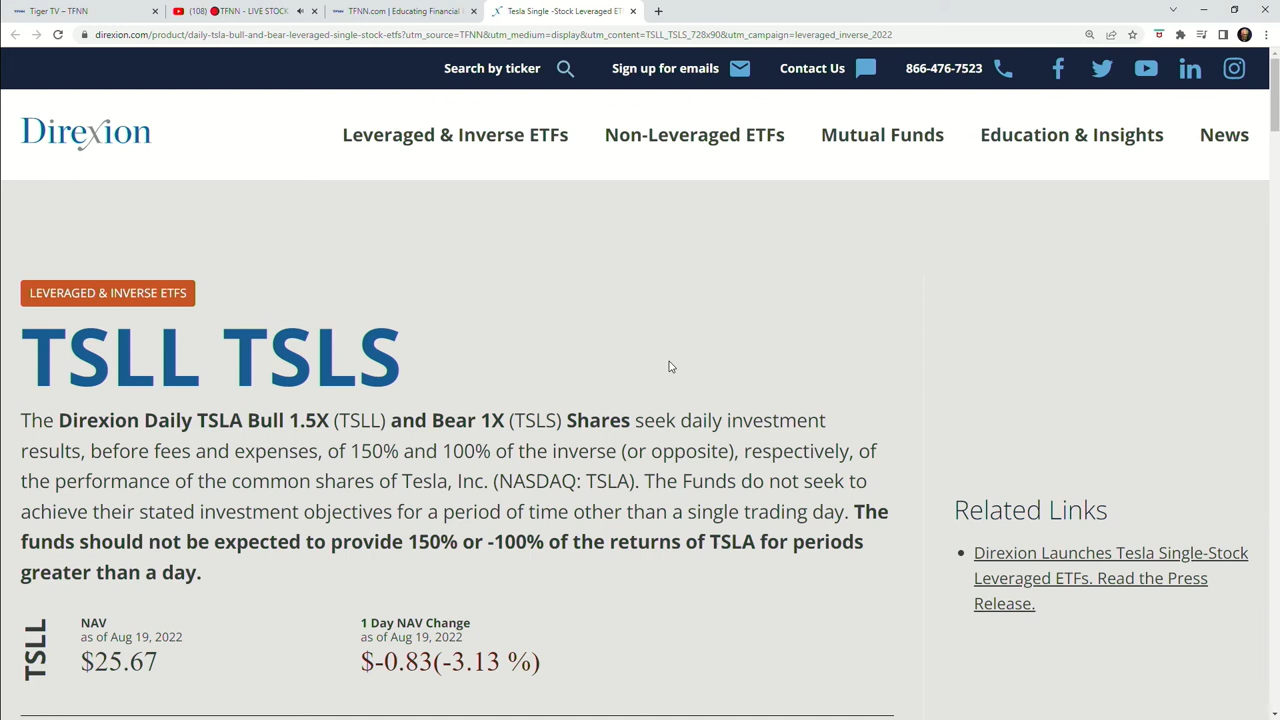 Tiger TV – TFNN
(108) 🔴TFNN - LIVE STOCK
TFNN.com | Educating Financial
Tesla Single -Stock Leveraged ET
direxion.com/product/daily-tsla-bull-and-bear-leveraged-single-stock-etfs?utm_source=TFNN&utm_medium=display&utm_content=TSLL_TSLS_728x90&utm_campaign=leveraged_inverse_2022
Search by ticker
Sign up for emails
Contact Us
866-476-7523
Direxion
Leveraged & Inverse ETFs
Non-Leveraged ETFs
Mutual Funds
Education & Insights
News
LEVERAGED & INVERSE ETFS
TSLL TSLS
The Direxion Daily TSLA Bull 1.5X (TSLL) and Bear 1X (TSLS) Shares seek daily investment
results, before fees and expenses, of 150% and 100% of the inverse (or opposite), respectively, of
the performance of the common shares of Tesla, Inc. (NASDAQ: TSLA). The Funds do not seek to
achieve their stated investment objectives for a period of time other than a single trading day. The
funds should not be expected to provide 150% or -100% of the returns of TSLA for periods
greater than a day.
Related Links
Direxion Launches Tesla Single-Stock
Leveraged ETFs. Read the Press
Release.
TSLL
NAV
as of Aug 19, 2022
$25.67
1 Day NAV Change
as of Aug 19, 2022
$-0.83(-3.13 %)